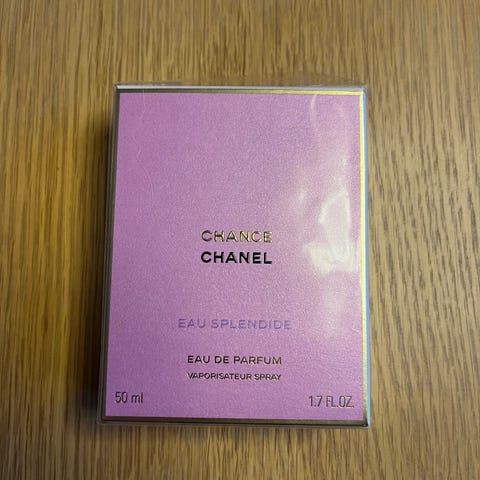 CHANCE
CHANEL
EAU SPLENDIDE
EAU DE PARFUM
VAPORISATEUR SPRAY
50 ml 1.7 FL.OZ.